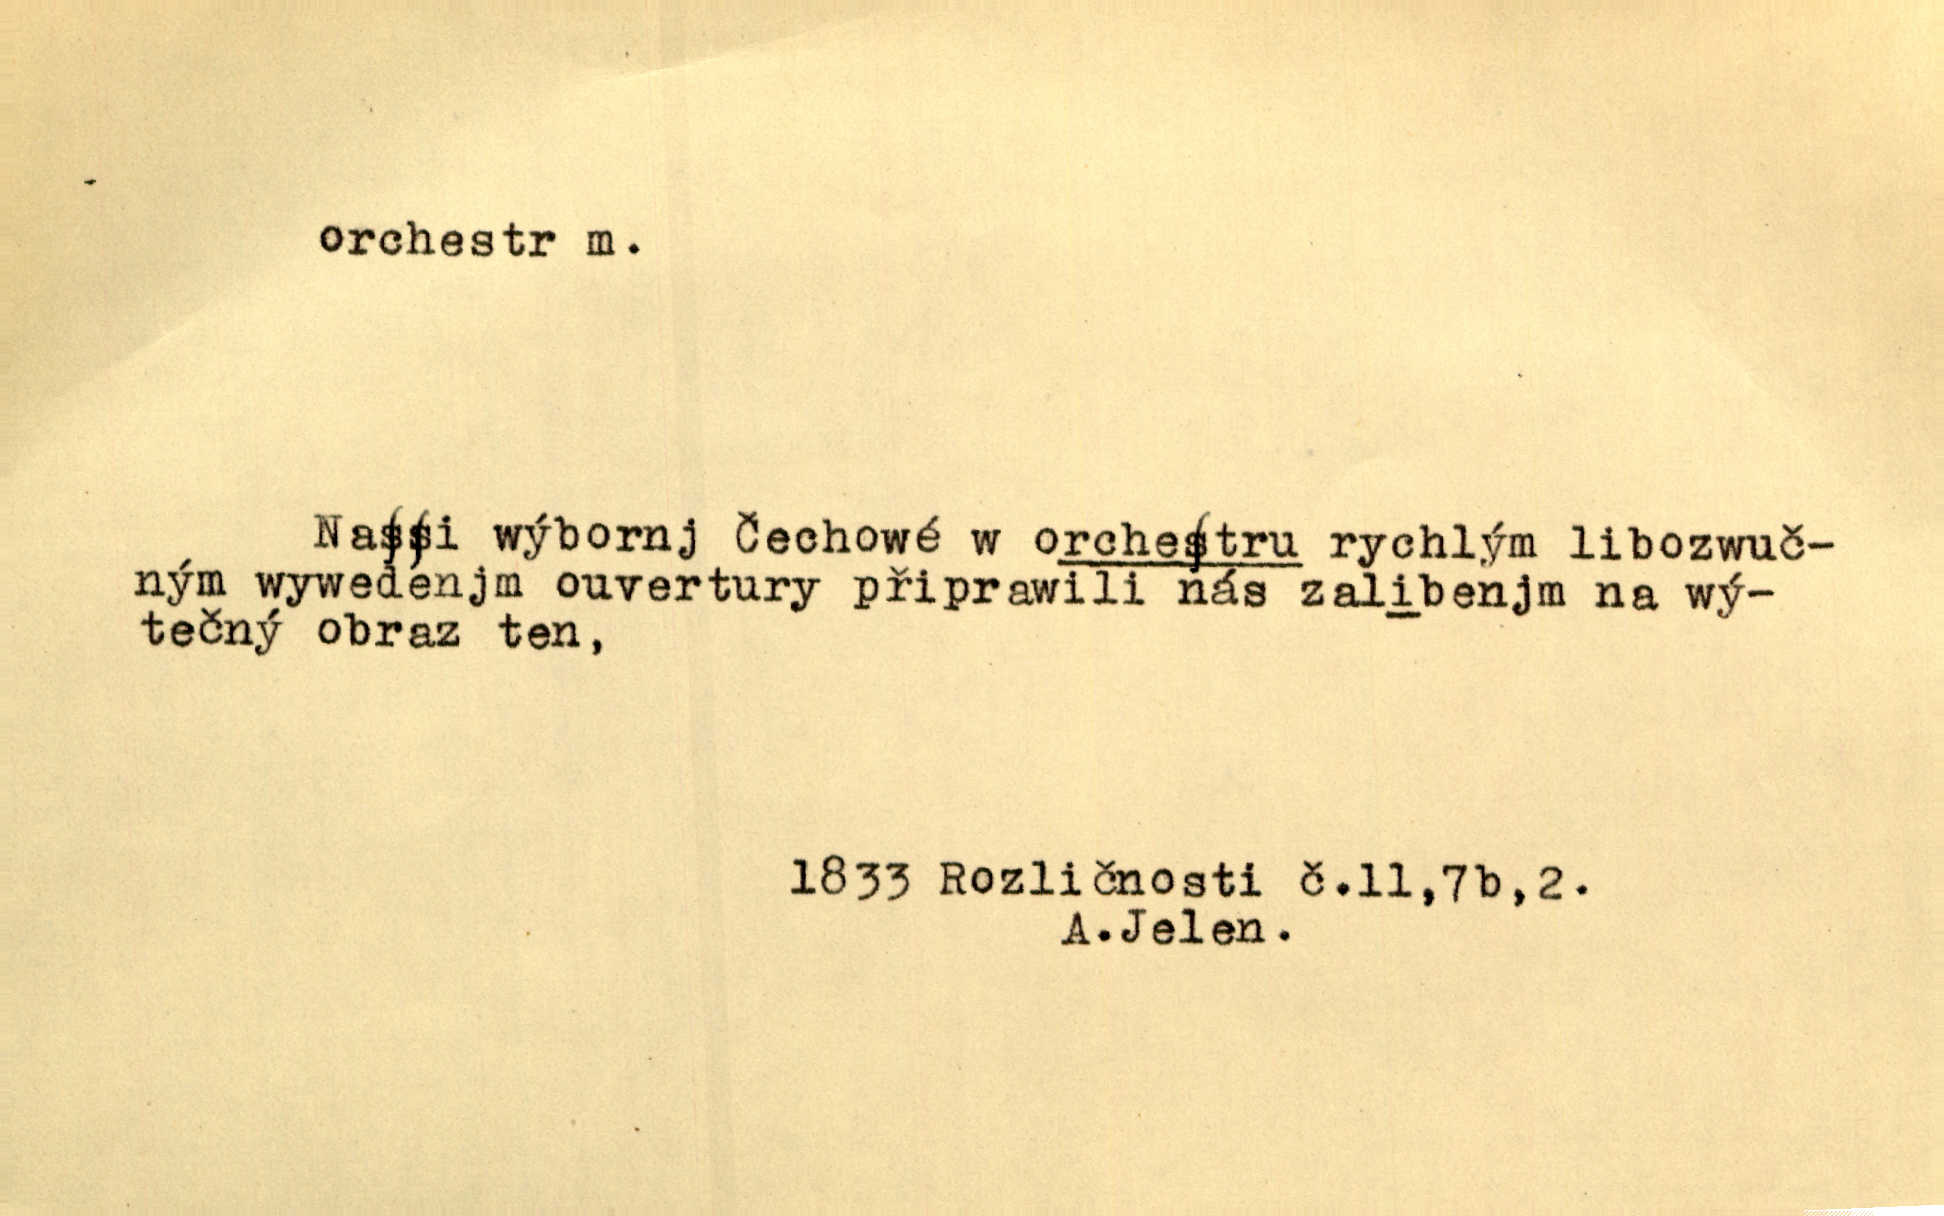 orchestr m.
Naſſi wýbornj Čechowé w orcheſtru rychlým libozwuč-
ným wywedenjm ouvertury připrawili nás zalibenjm na wý-
tečný obraz ten,
1833 Rozličnosti č.11,7b,2.
A.Jelen.